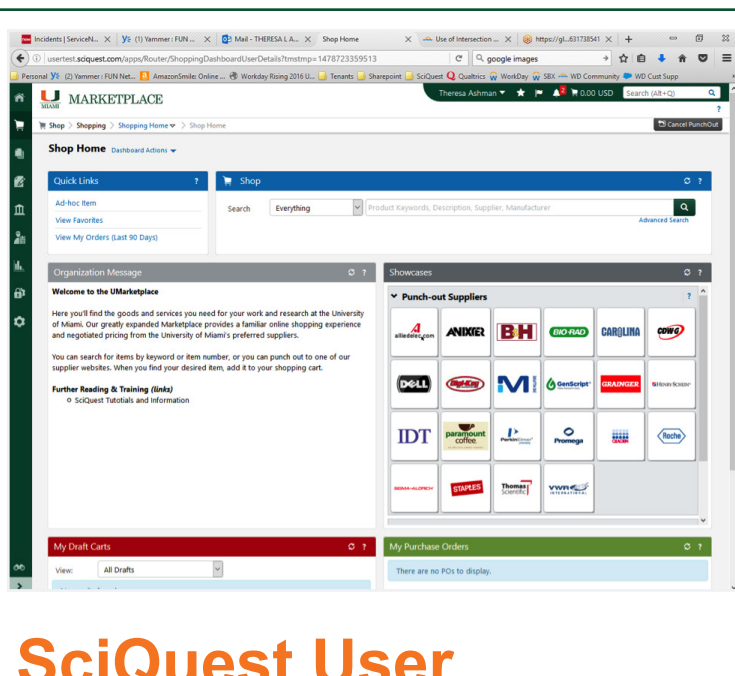 Incidents | ServiceN...
(1) Yammer : FUN ...
Mail - THERESA L A...
Shop Home
Use of Intersection ...
https://gl...631738541
usertest.sciquest.com/apps/Router/ShoppingDashboardUserDetails?tmstmp=1478723359513
google images
Personal
(2) Yammer : FUN Net...
AmazonSmile: Online ...
Workday Rising 2016 U...
Tenants
Sharepoint
SciQuest
Qualtrics
WorkDay
SBX — WD Community
WD Cust Supp
MIAMI MARKETPLACE
Theresa Ashman
2
0.00 USD
Search (Alt+Q)
?
Shop > Shopping > Shopping Home > Shop Home
Cancel PunchOut
Shop Home Dashboard Actions
Quick Links ?
Ad-hoc Item
View Favorites
View My Orders (Last 90 Days)
Shop ?
Search Everything Product Keywords, Description, Supplier, Manufacturer
Advanced Search
Organization Message ?
Welcome to the UMarketplace
Here you'll find the goods and services you need for your work and research at the University
of Miami. Our greatly expanded Marketplace provides a familiar online shopping experience
and negotiated pricing from the University of Miami's preferred suppliers.
You can search for items by keyword or item number, or you can punch out to one of our
supplier websites. When you find your desired item, add it to your shopping cart.
Further Reading & Training (links)
SciQuest Tutotials and Information
Showcases ?
Punch-out Suppliers ?
alliedelec.com ANIXTER B&H BIO-RAD CAROLINA CDWG
DELL Digi-Key M GenScript GRAINGER HENRY SCHEIN
IDT paramount coffee PerkinElmer Promega QIAGEN Roche
SIGMA-ALDRICH STAPLES Thomas Scientific VWR INTERNATIONAL
My Draft Carts ?
View: All Drafts
My Purchase Orders ?
There are no POs to display.
SciQuest User